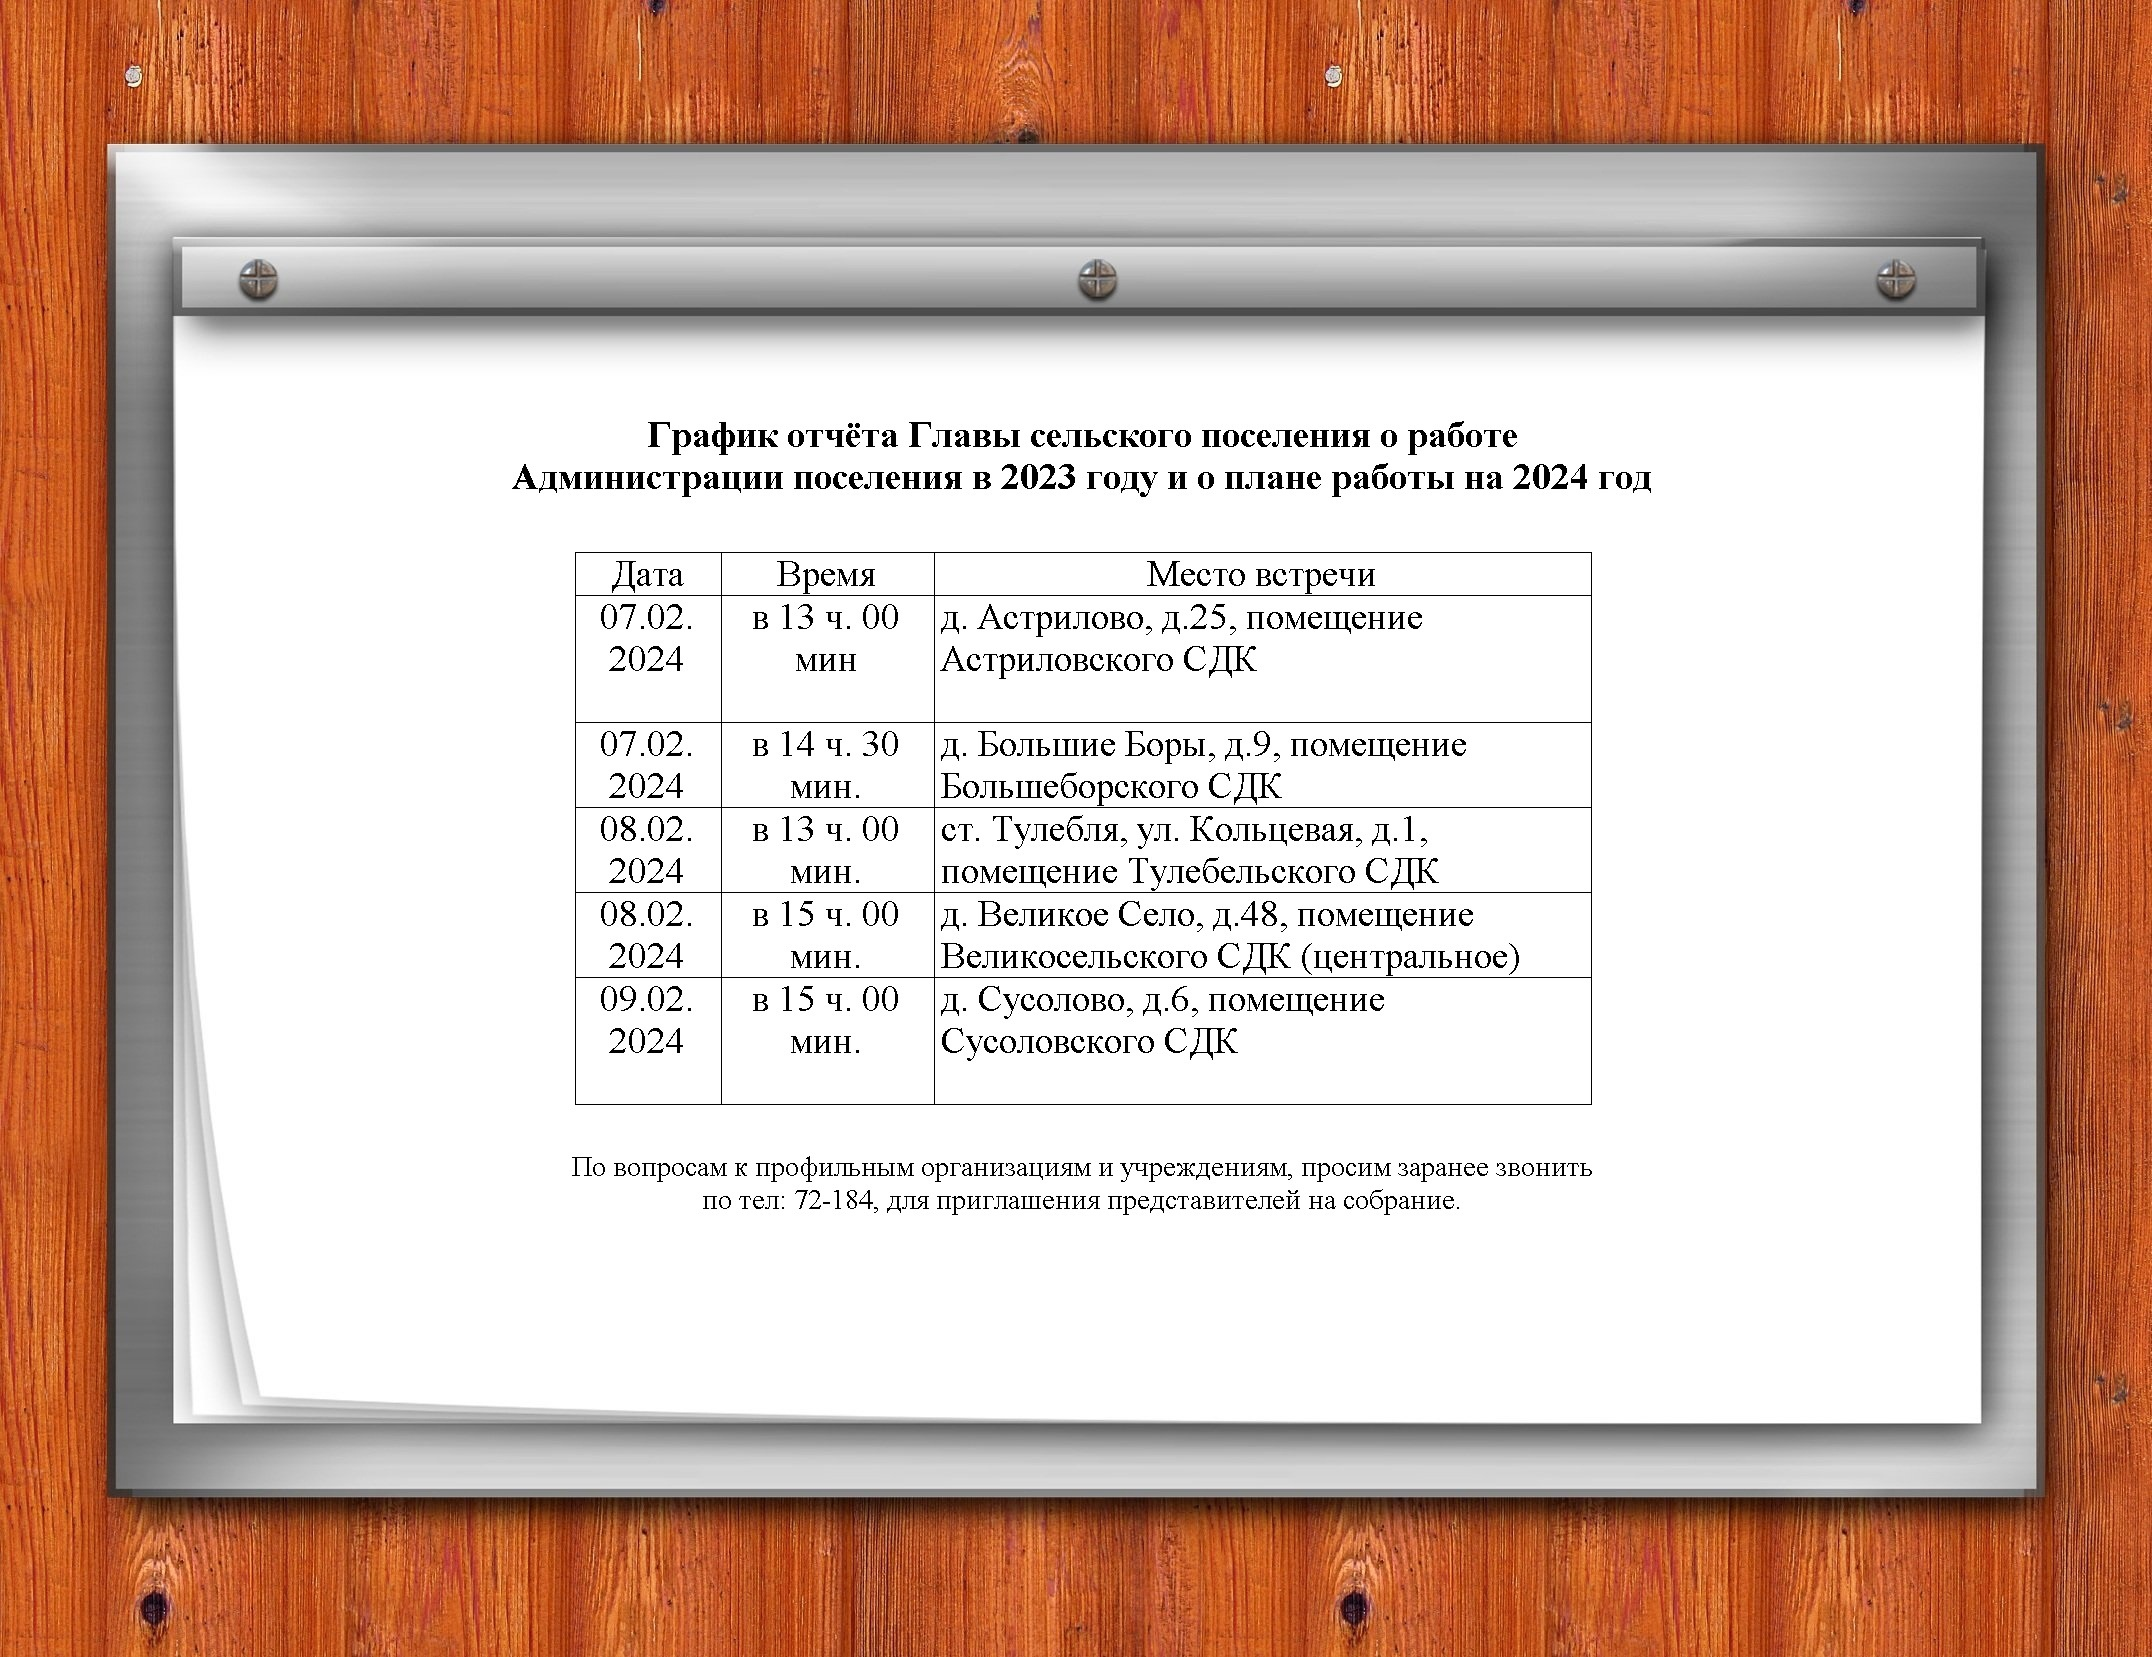 График отчёта Главы сельского поселения о работе
Администрации поселения в 2023 году и о плане работы на 2024 год
Дата Время Место встречи
07.02. в 13 ч. 00 д. Астрилово, д.25, помещение
2024 мин Астриловского СДК
07.02. в 14 ч. 30 д. Большие Боры, д.9, помещение
2024 мин. Большеборского СДК
08.02. в 13 ч. 00 ст. Тулебля, ул. Кольцевая, д.1,
2024 мин. помещение Тулебельского СДК
08.02. в 15 ч. 00 д. Великое Село, д.48, помещение
2024 мин. Великосельского СДК (центральное)
09.02. в 15 ч. 00 д. Сусолово, д.6, помещение
2024 мин. Сусоловского СДК
По вопросам к профильным организациям и учреждениям, просим заранее звонить
по тел: 72-184, для приглашения представителей на собрание.